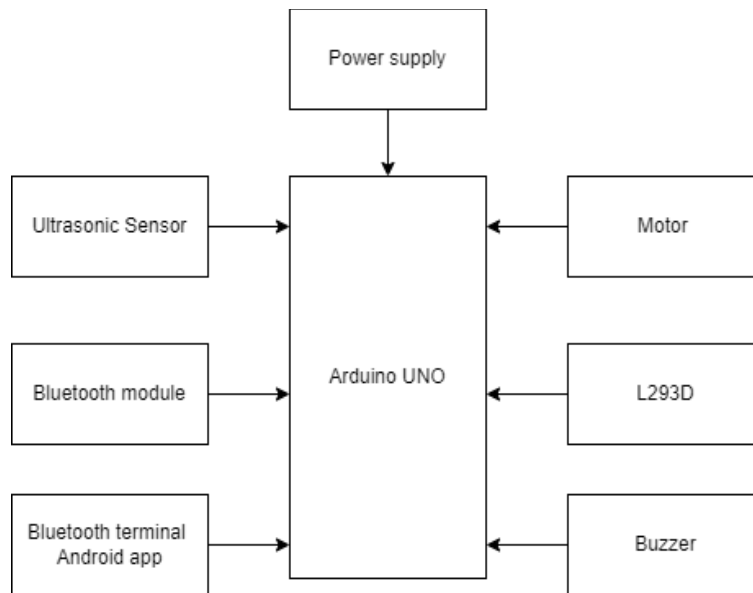 Power supply
Ultrasonic Sensor
Motor
Arduino UNO
Bluetooth module
L293D
Bluetooth terminal
Android app
Buzzer